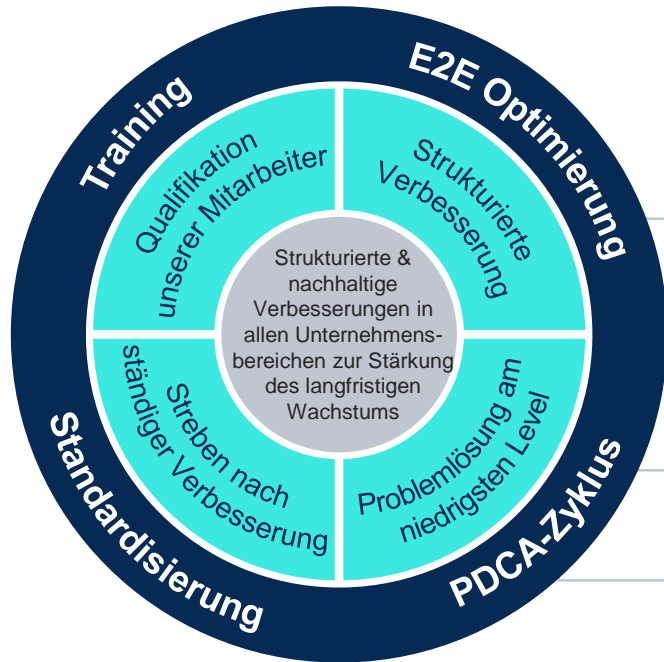 Training
E2E Optimierung
Qualifikation
unserer Mitarbeiter
Strukturierte
Verbesserung
Strukturierte &
nachhaltige
Verbesserungen in
allen Unternehmens-
bereichen zur Stärkung
des langfristigen
Wachstums
Streben nach
ständiger Verbesserung
Problemlösung am
niedrigsten Level
Standardisierung
PDCA-Zyklus